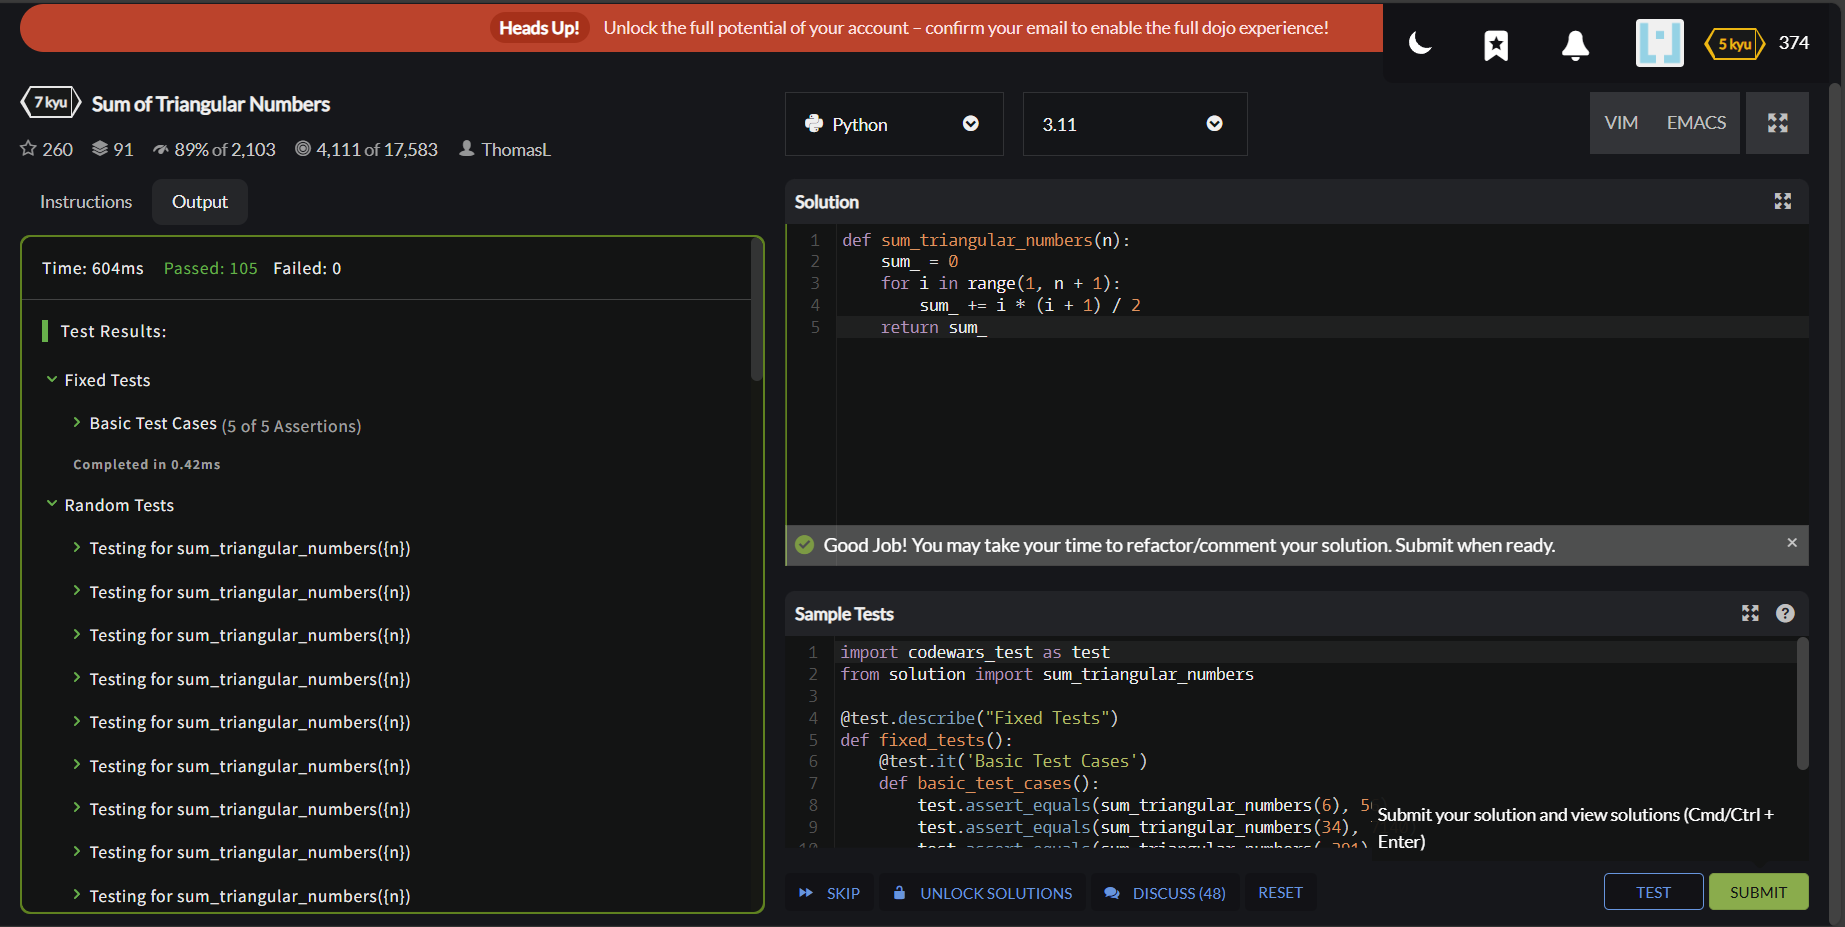 Heads Up! Unlock the full potential of your account – confirm your email to enable the full dojo experience!
5 kyu 374
7 kyu Sum of Triangular Numbers
260 91 89% of 2,103 4,111 of 17,583 ThomasL
Python
3.11
VIM EMACS
Instructions Output
Time: 604ms Passed: 105 Failed: 0
Test Results:
Fixed Tests
Basic Test Cases (5 of 5 Assertions)
Completed in 0.42ms
Random Tests
Testing for sum_triangular_numbers({n})
Testing for sum_triangular_numbers({n})
Testing for sum_triangular_numbers({n})
Testing for sum_triangular_numbers({n})
Testing for sum_triangular_numbers({n})
Testing for sum_triangular_numbers({n})
Testing for sum_triangular_numbers({n})
Testing for sum_triangular_numbers({n})
Testing for sum_triangular_numbers({n})
Solution
1 def sum_triangular_numbers(n):
2     sum_ = 0
3     for i in range(1, n + 1):
4         sum_ += i * (i + 1) / 2
5     return sum_
Good Job! You may take your time to refactor/comment your solution. Submit when ready.
Sample Tests
1 import codewars_test as test
2 from solution import sum_triangular_numbers
3
4 @test.describe("Fixed Tests")
5 def fixed_tests():
6     @test.it('Basic Test Cases')
7     def basic_test_cases():
8         test.assert_equals(sum_triangular_numbers(6),
9         test.assert_equals(sum_triangular_numbers(34),
Submit your solution and view solutions (Cmd/Ctrl +
Enter)
SKIP UNLOCK SOLUTIONS DISCUSS (48) RESET
TEST SUBMIT